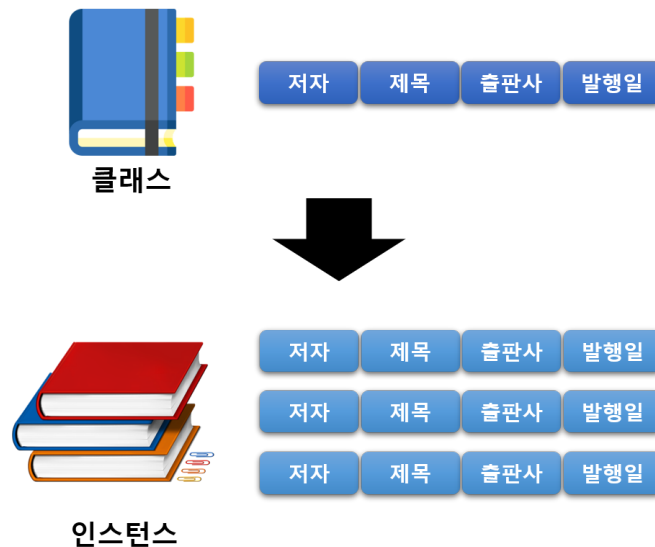 저자 제목 출판사 발행일
클래스
저자 제목 출판사 발행일
저자 제목 출판사 발행일
저자 제목 출판사 발행일
인스턴스